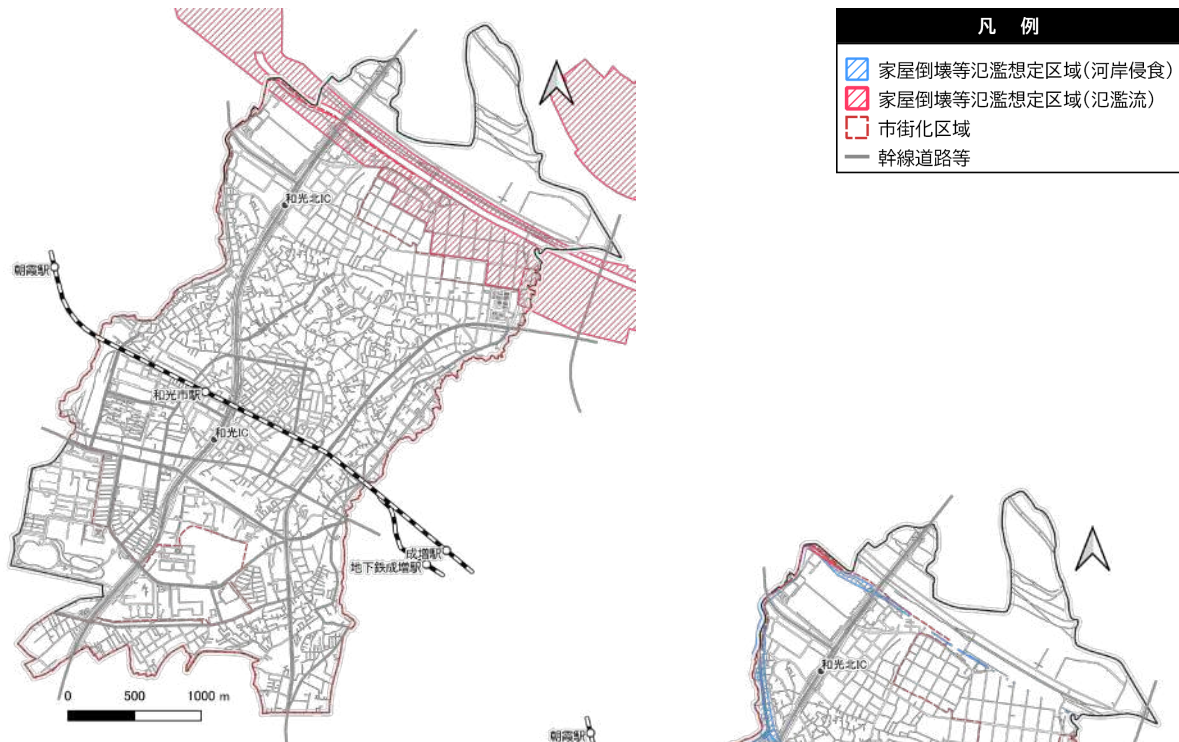 凡 例
家屋倒壊等氾濫想定区域(河岸侵食)
家屋倒壊等氾濫想定区域(氾濫流)
市街化区域
幹線道路等
和光北IC
朝霞駅
和光市駅
和光IC
成増駅
地下鉄成増駅
0 500 1000 m
和光北IC
朝霞駅